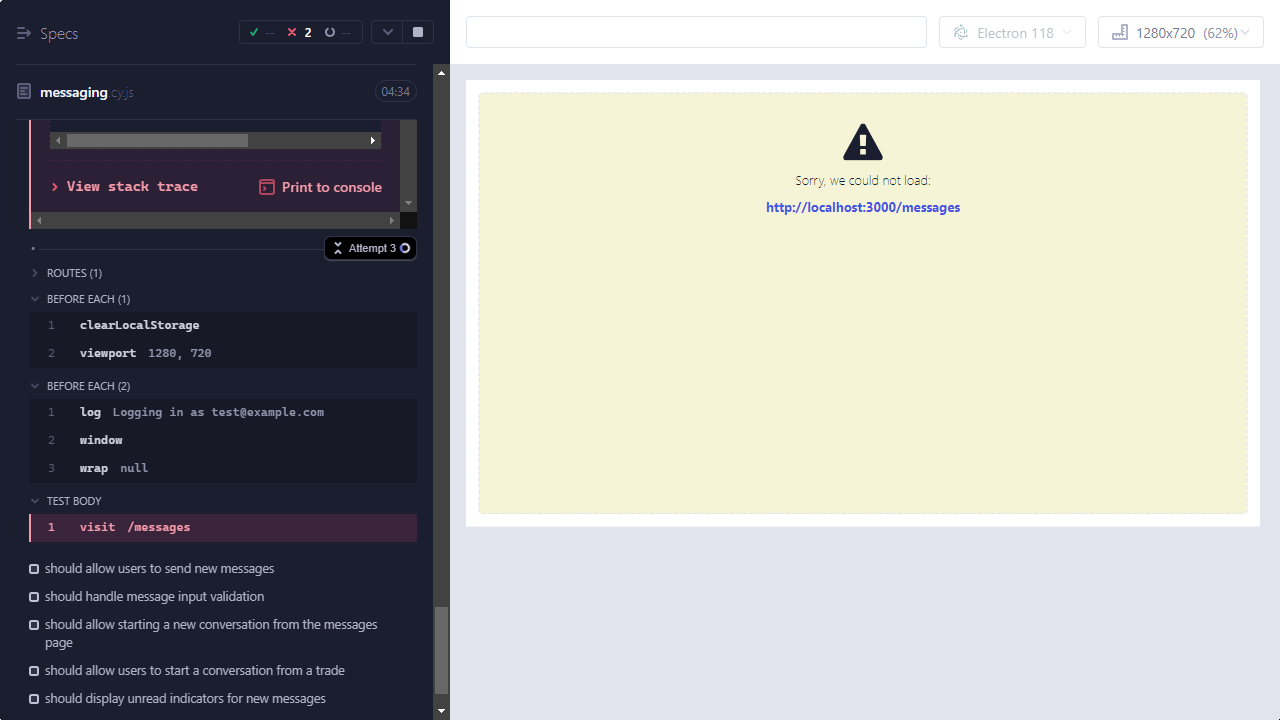 Specs
-- 2 --
messaging.cy.js 04:34
View stack trace Print to console
Attempt 3
ROUTES (1)
BEFORE EACH (1)
1 clearLocalStorage
2 viewport 1280, 720
BEFORE EACH (2)
1 log Logging in as test@example.com
2 window
3 wrap null
TEST BODY
1 visit /messages
should allow users to send new messages
should handle message input validation
should allow starting a new conversation from the messages
page
should allow users to start a conversation from a trade
should display unread indicators for new messages
Electron 118 1280x720 (62%)
Sorry, we could not load:
http://localhost:3000/messages